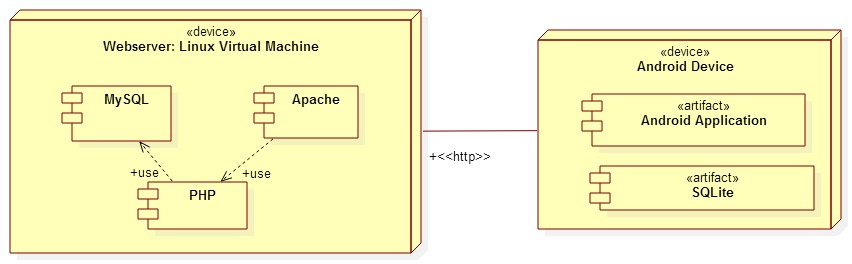 «device»
Webserver: Linux Virtual Machine
MySQL
Apache
+use
+use
PHP
+<<http>>
«device»
Android Device
«artifact»
Android Application
«artifact»
SQLite